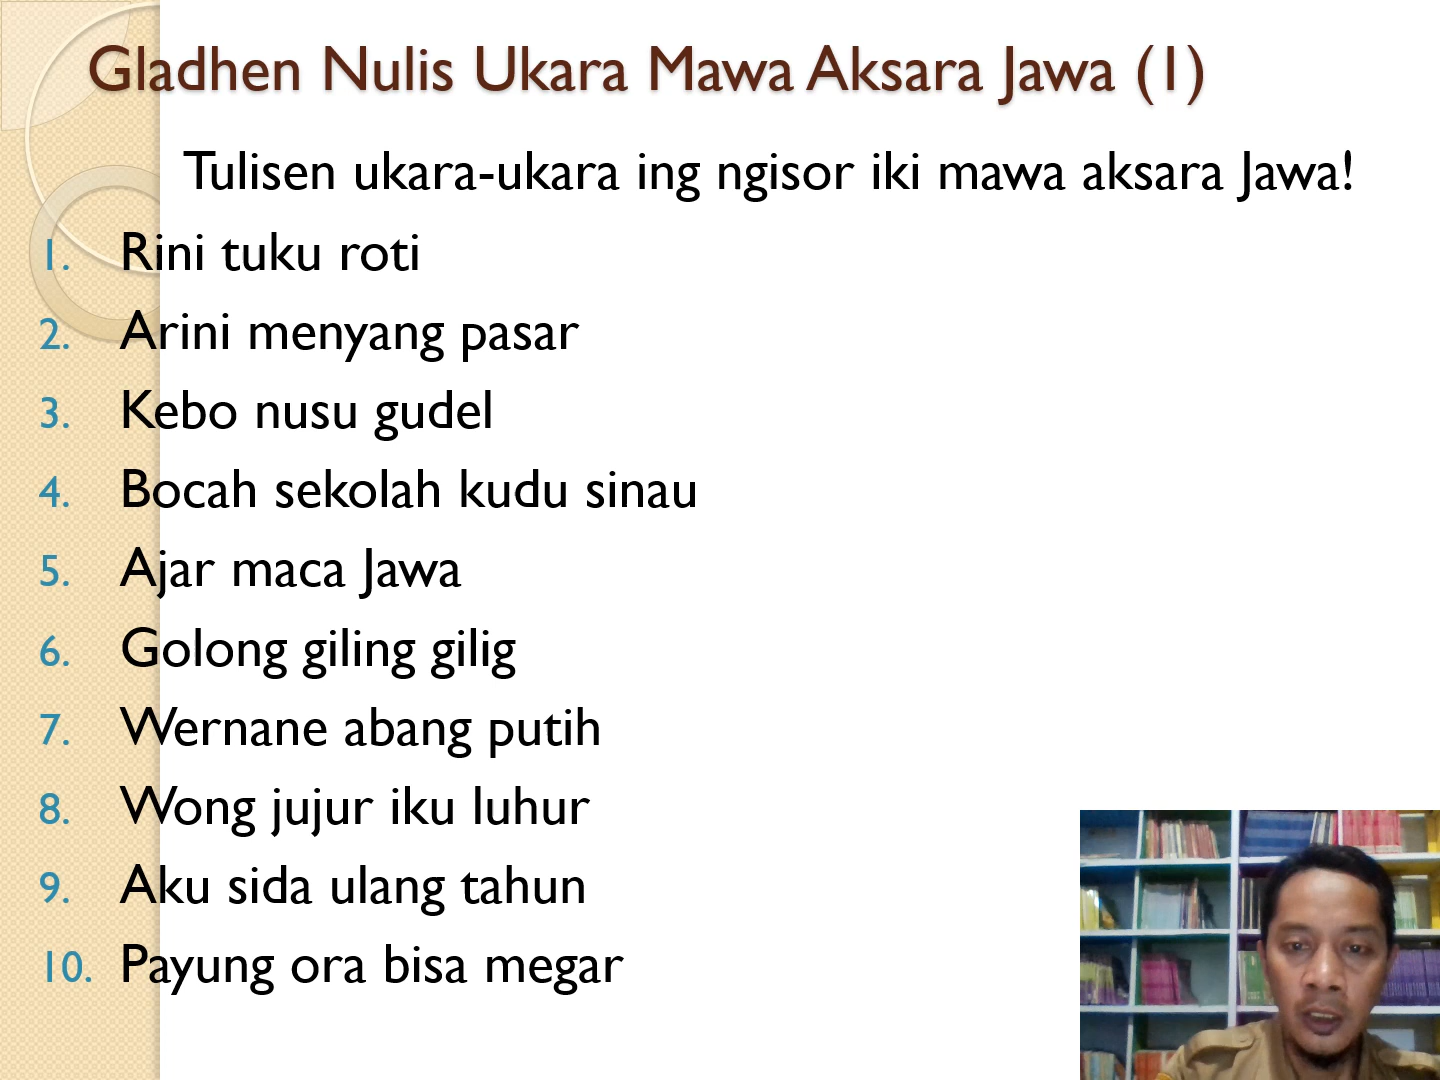 Gladhen Nulis Ukara Mawa Aksara Jawa (1)
Tulisen ukara-ukara ing ngisor iki mawa aksara Jawa!
1. Rini tuku roti
2. Arini menyang pasar
3. Kebo nusu gudel
4. Bocah sekolah kudu sinau
5. Ajar maca Jawa
6. Golong giling gilig
7. Wernane abang putih
8. Wong jujur iku luhur
9. Aku sida ulang tahun
10. Payung ora bisa megar